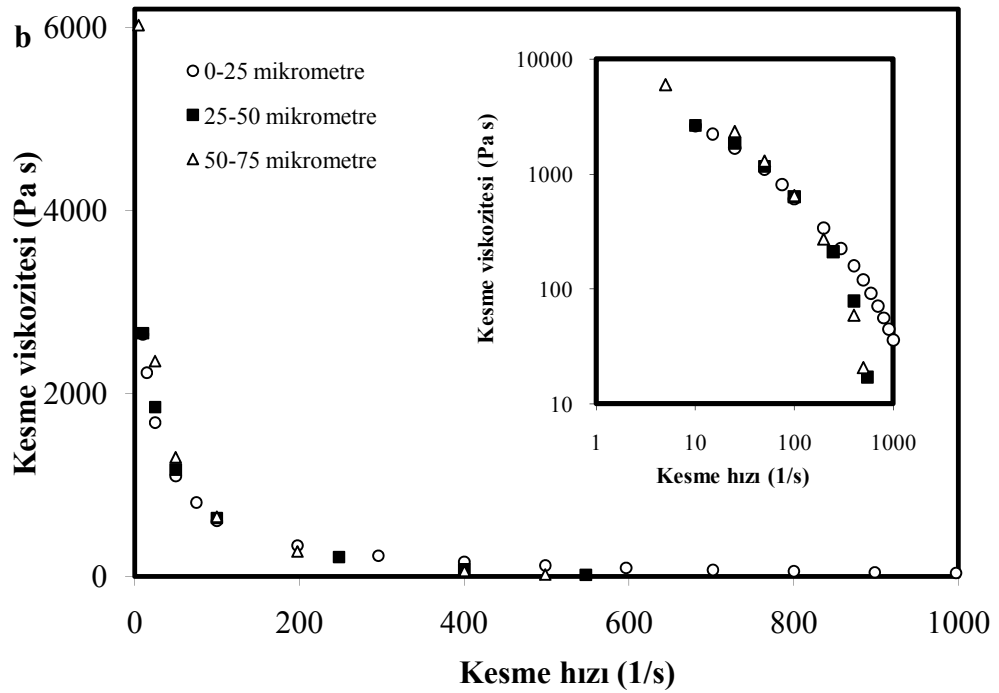 b
6000
4000
2000
0
Kesme viskozitesi (Pa s)
0-25 mikrometre
25-50 mikrometre
50-75 mikrometre
10000
1000
100
10
Kesme viskozitesi (Pa s)
1 10 100 1000
Kesme hızı (1/s)
0 200 400 600 800 1000
Kesme hızı (1/s)